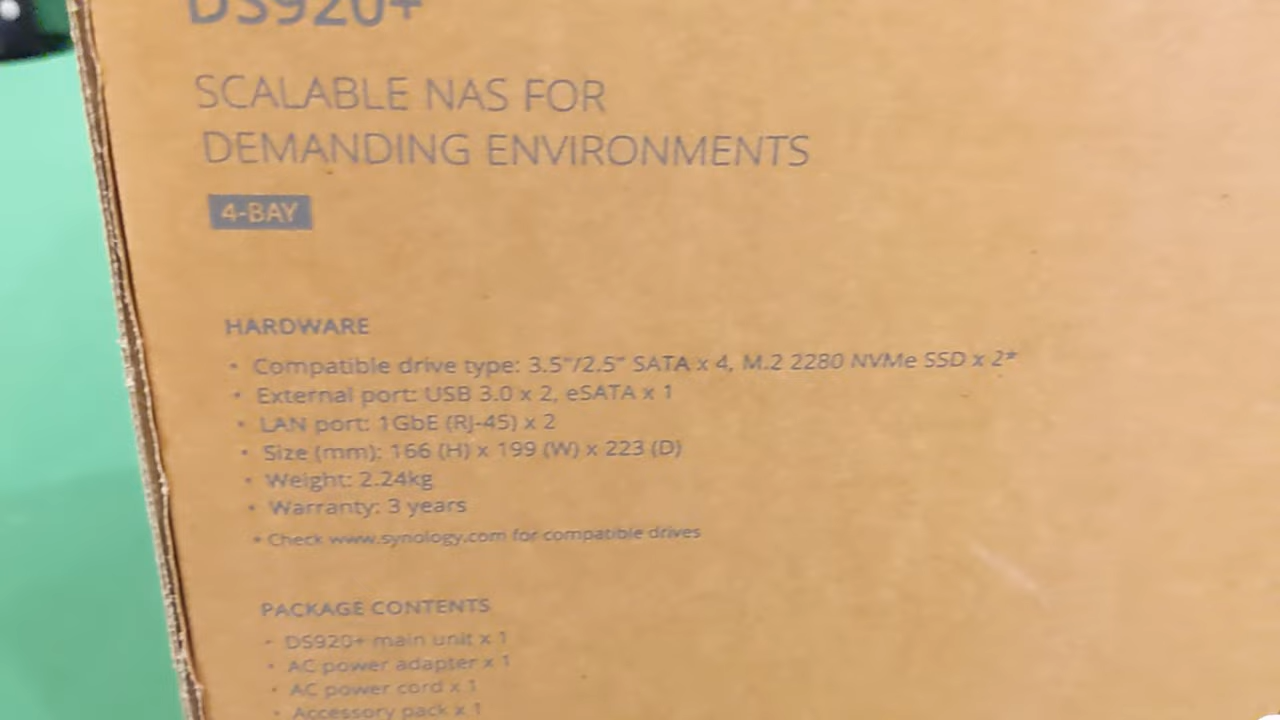 DS920+
SCALABLE NAS FOR
DEMANDING ENVIRONMENTS
4-BAY
HARDWARE
• Compatible drive type: 3.5"/2.5" SATA x 4, M.2 2280 NVMe SSD x 2*
• External port: USB 3.0 x 2, eSATA x 1
• LAN port: 1GbE (RJ-45) x 2
• Size (mm): 166 (H) x 199 (W) x 223 (D)
• Weight: 2.24kg
• Warranty: 3 years
* Check www.synology.com for compatible drives
PACKAGE CONTENTS
• DS920+ main unit x 1
• AC power adapter x 1
• AC power cord x 1
• Accessory pack x 1